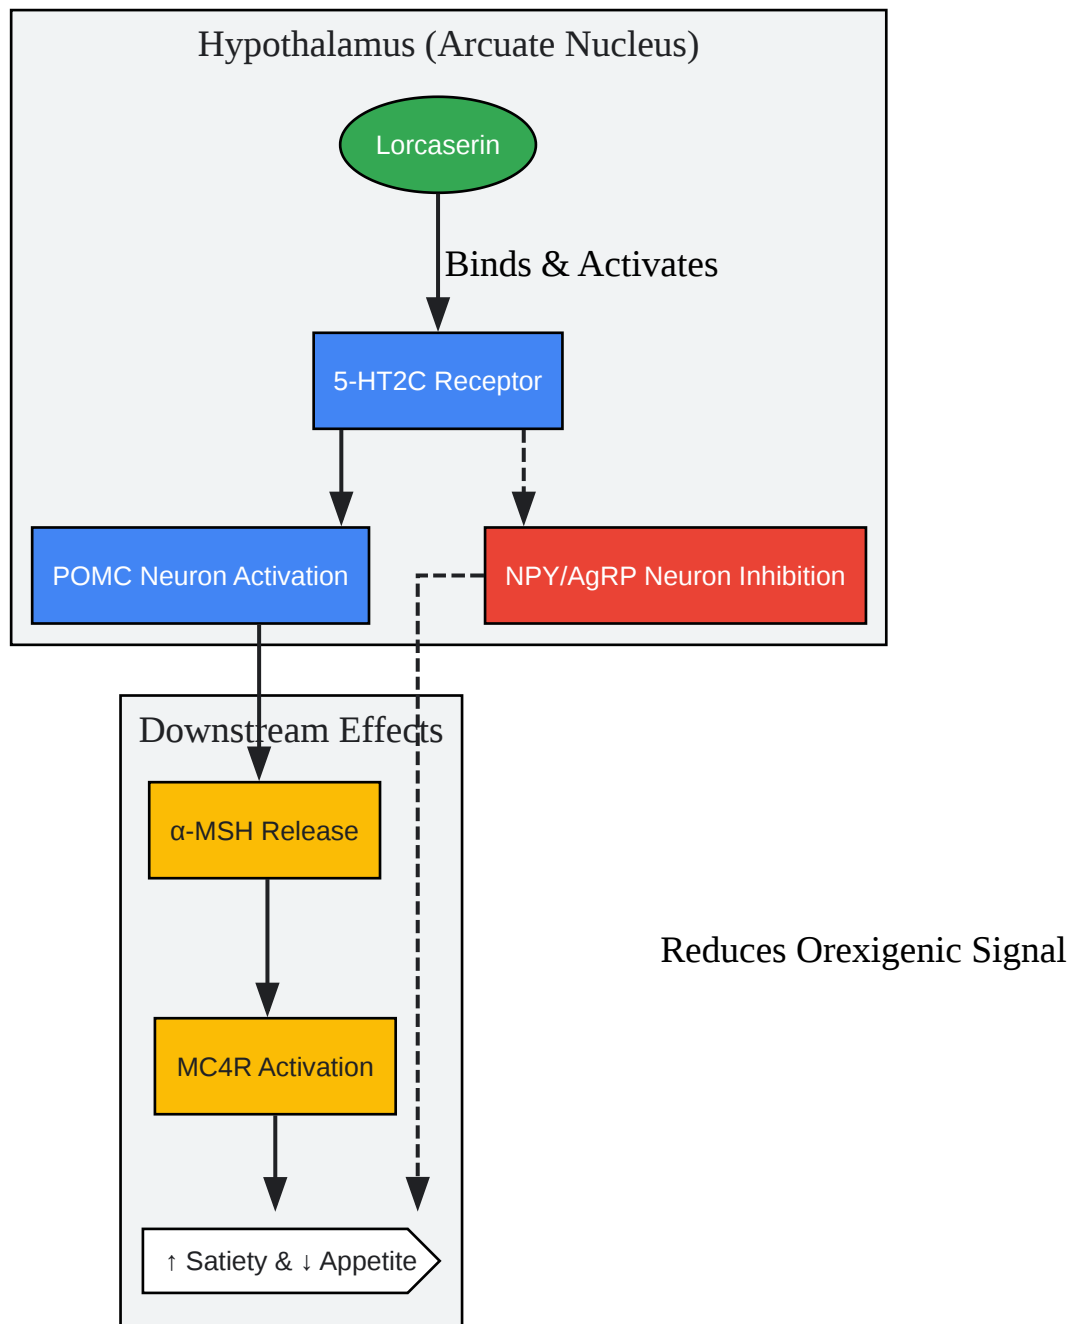 Hypothalamus (Arcuate Nucleus)
Lorcaserin
Binds & Activates
5-HT2C Receptor
POMC Neuron Activation
NPY/AgRP Neuron Inhibition
Downstream Effects
α-MSH Release
Reduces Orexigenic Signal
MC4R Activation
↑ Satiety & ↓ Appetite